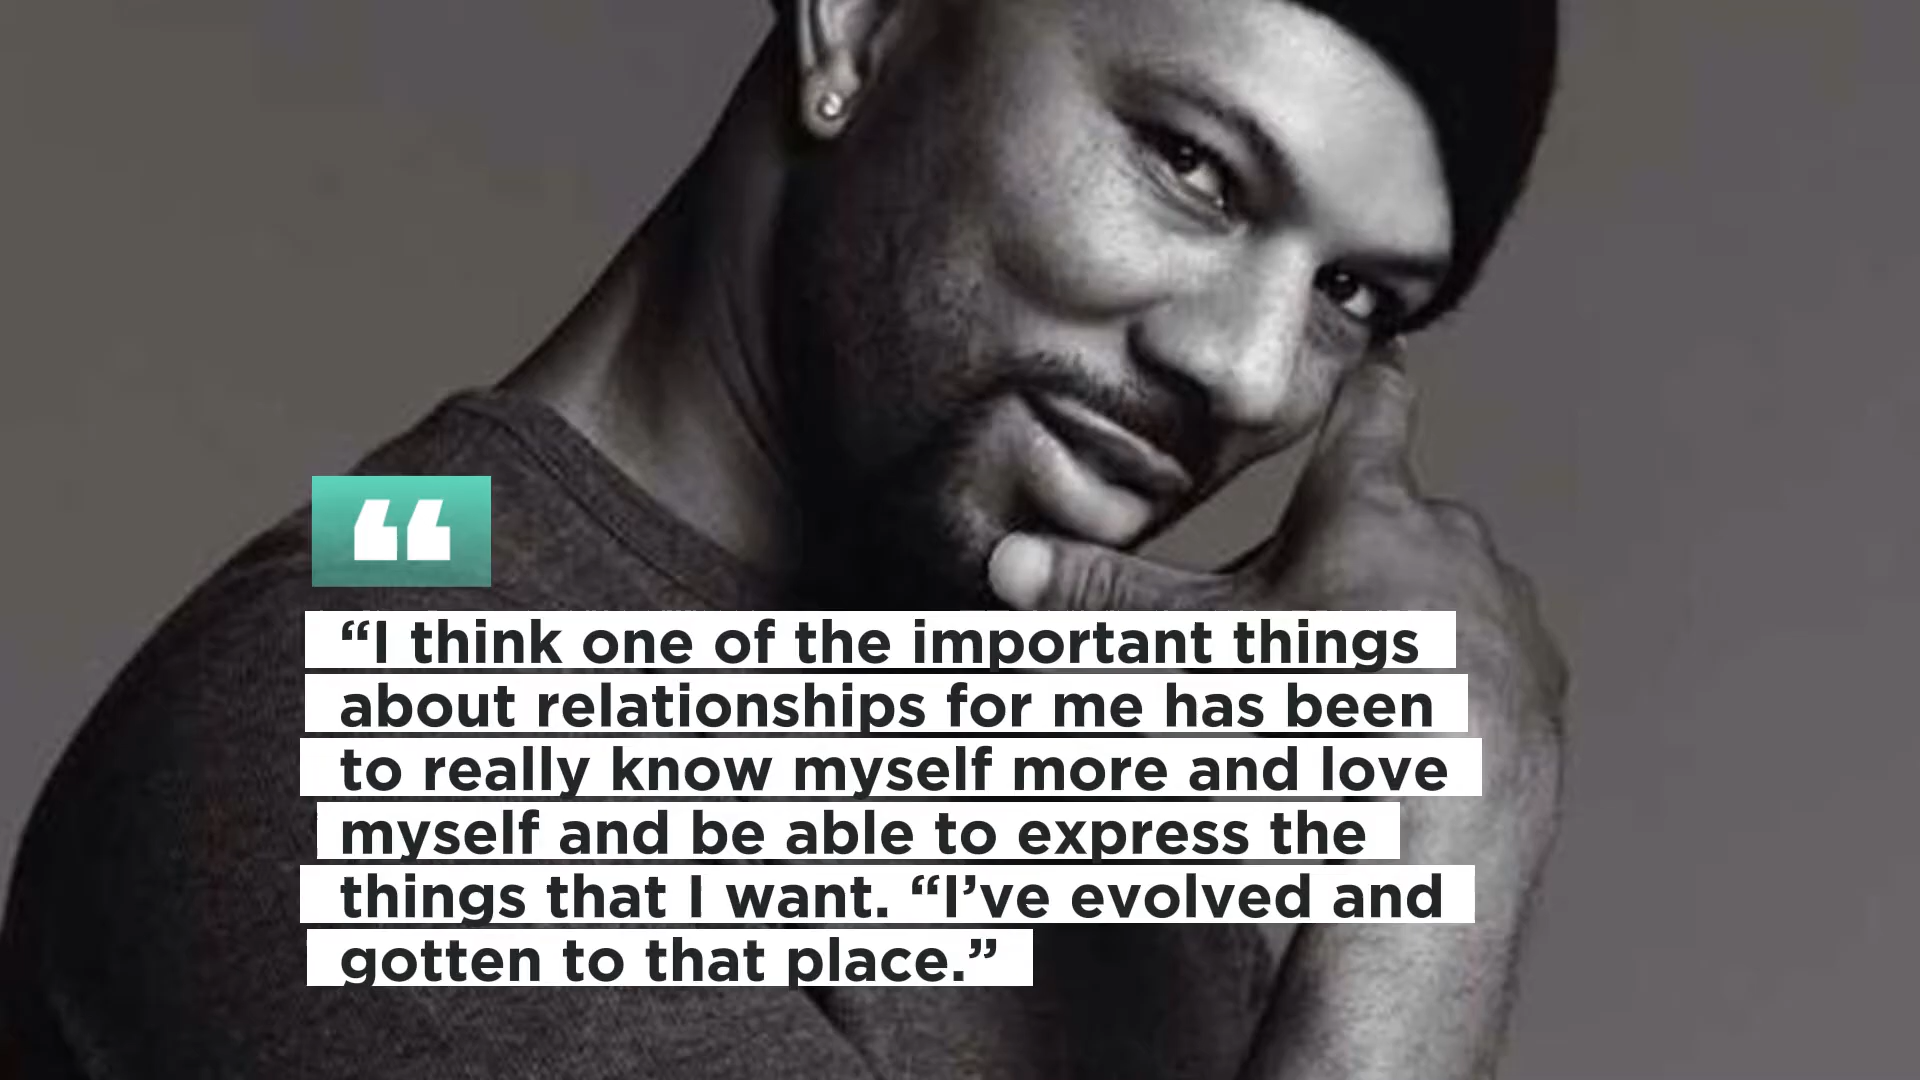 “
“I think one of the important things
about relationships for me has been
to really know myself more and love
myself and be able to express the
things that I want. “I’ve evolved and
gotten to that place.”